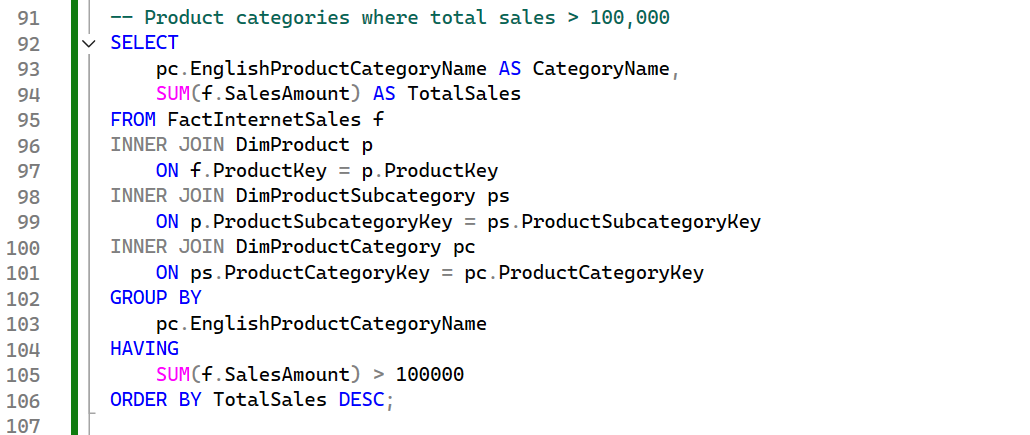 91 -- Product categories where total sales > 100,000
92 SELECT
93 pc.EnglishProductCategoryName AS CategoryName,
94 SUM(f.SalesAmount) AS TotalSales
95 FROM FactInternetSales f
96 INNER JOIN DimProduct p
97 ON f.ProductKey = p.ProductKey
98 INNER JOIN DimProductSubcategory ps
99 ON p.ProductSubcategoryKey = ps.ProductSubcategoryKey
100 INNER JOIN DimProductCategory pc
101 ON ps.ProductCategoryKey = pc.ProductCategoryKey
102 GROUP BY
103 pc.EnglishProductCategoryName
104 HAVING
105 SUM(f.SalesAmount) > 100000
106 ORDER BY TotalSales DESC;
107